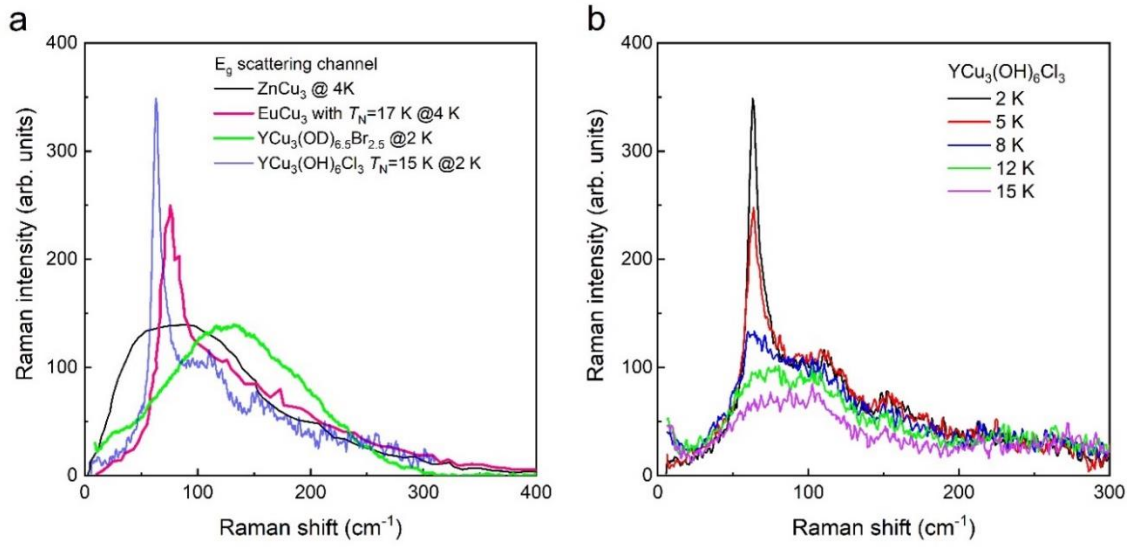 a
E_g scattering channel
ZnCu₃ @ 4K
EuCu₃ with T_N=17 K @4 K
YCu₃(OD)₆.₅Br₂.₅ @2 K
YCu₃(OH)₆Cl₃ T_N=15 K @2 K
Raman intensity (arb. units)
400
300
200
100
0
0 100 200 300 400
Raman shift (cm⁻¹)
b
YCu₃(OH)₆Cl₃
2 K
5 K
8 K
12 K
15 K
Raman intensity (arb. units)
400
300
200
100
0
0 100 200 300
Raman shift (cm⁻¹)